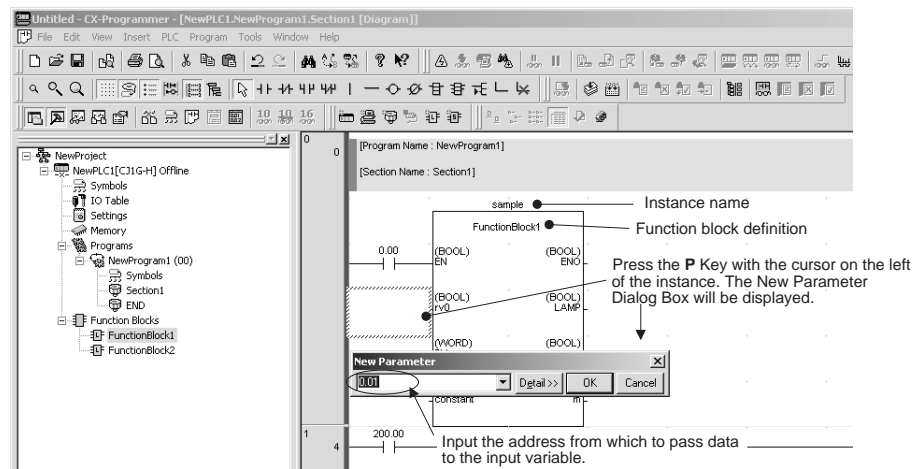 Untitled - CX-Programmer - [NewPLC1.NewProgram1.Section1 [Diagram]]
File Edit View Insert PLC Program Tools Window Help
10 10 16
NewProject
NewPLC1[CJ1G-H] Offline
Symbols
IO Table
Settings
Memory
Programs
NewProgram1 (00)
Symbols
Section1
END
Function Blocks
FunctionBlock1
FunctionBlock2
0
0
[Program Name : NewProgram1]
[Section Name : Section1]
sample
Instance name
FunctionBlock1
Function block definition
0.00
(BOOL)
EN
(BOOL)
ENO
Press the P Key with the cursor on the left
of the instance. The New Parameter
Dialog Box will be displayed.
(BOOL)
rv0
(BOOL)
LAMP
(WORD)
(BOOL)
New Parameter
0.01
Detail >>
OK
Cancel
constant
m
1
4
200.00
Input the address from which to pass data
to the input variable.